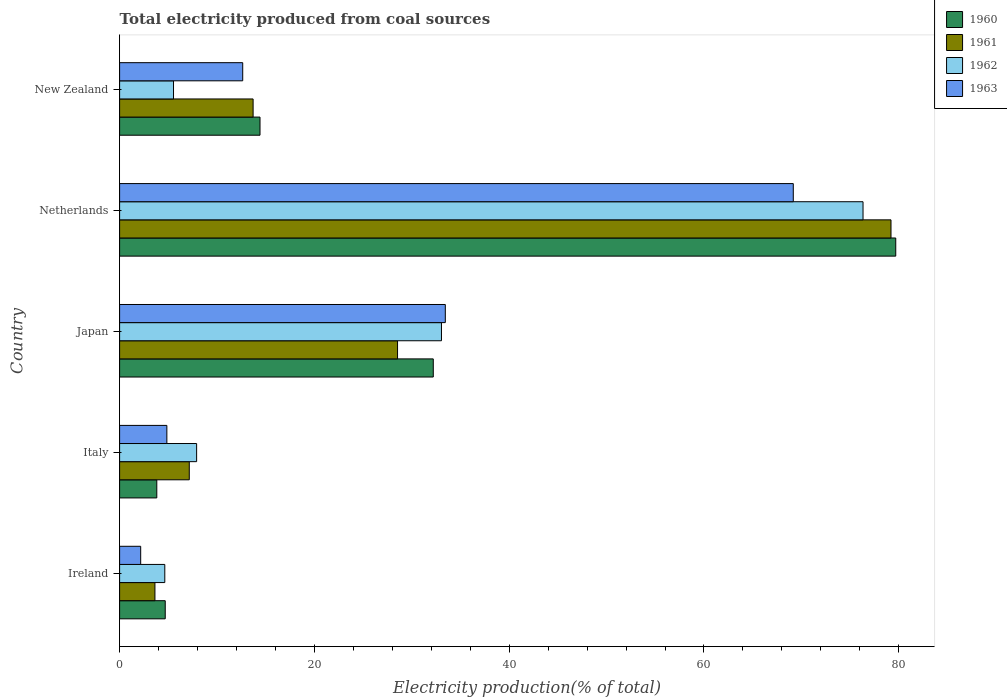 Total electricity produced from coal sources
1960
1961
1962
1963
New Zealand
Netherlands
Japan
Italy
Ireland
Country
0
20
40
60
80
Electricity production(% of total)